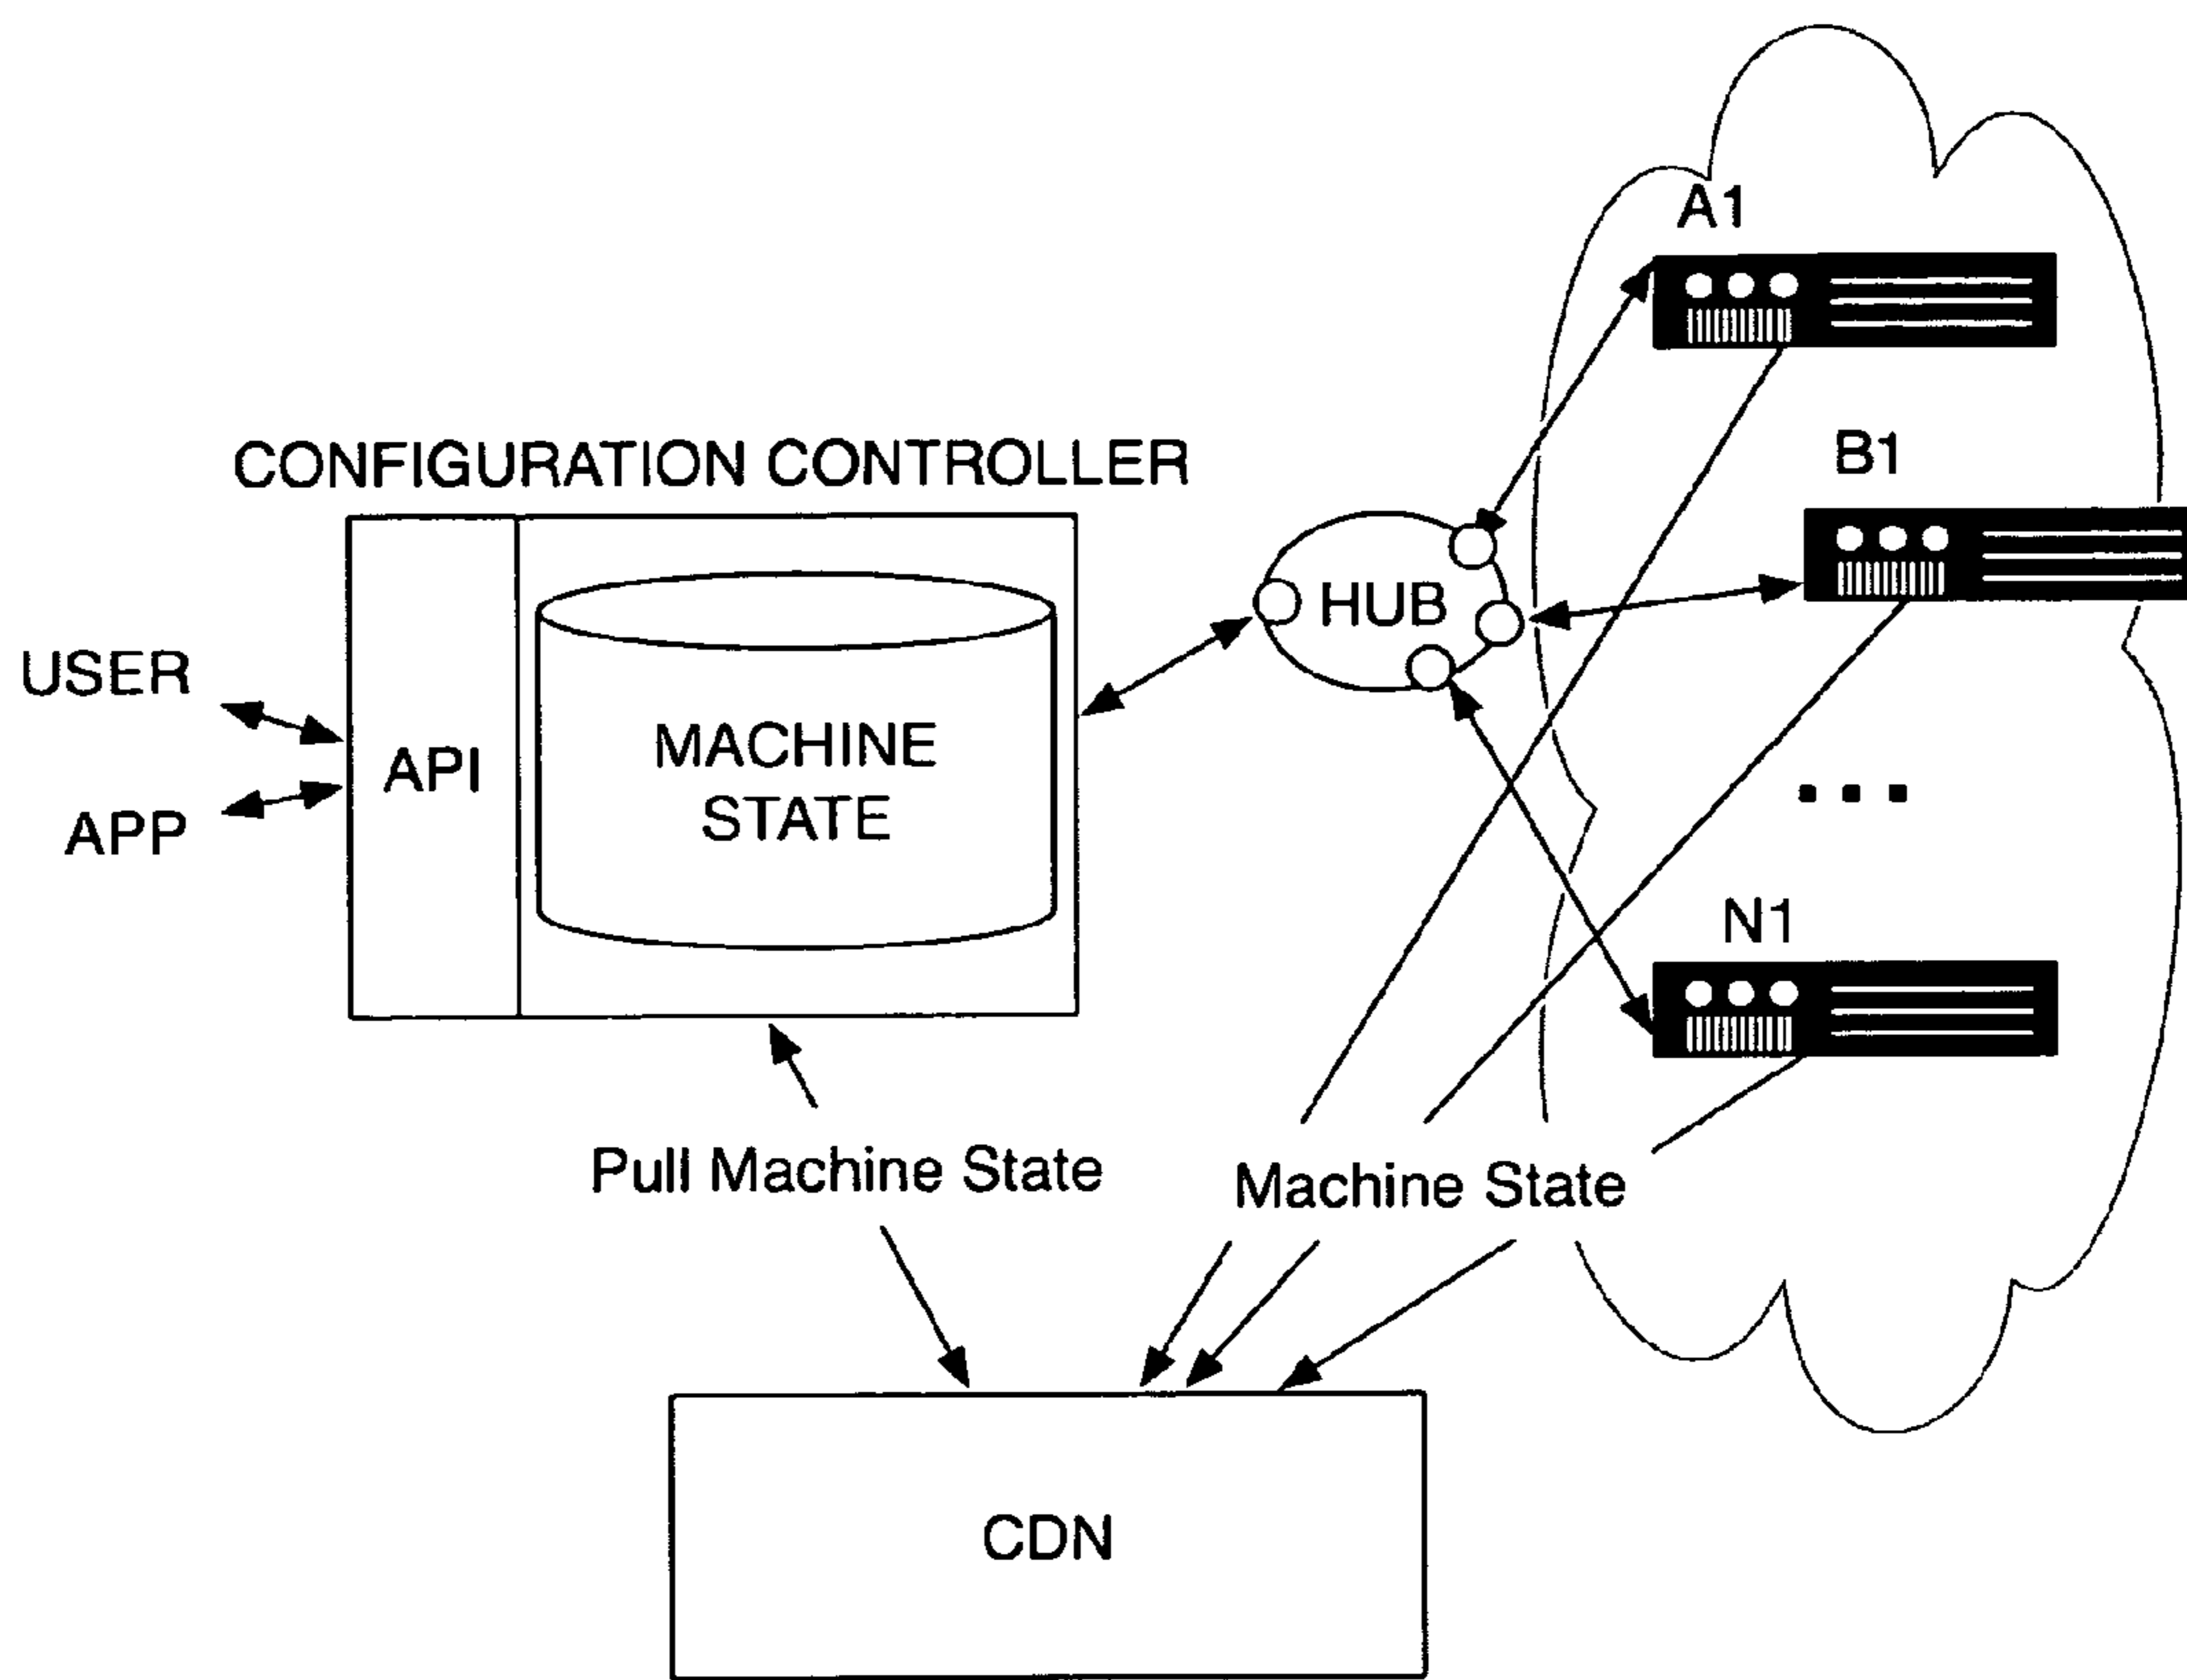 A1
B1
CONFIGURATION CONTROLLER
HUB
USER
API
MACHINE
STATE
APP
N1
Pull Machine State
Machine State
CDN